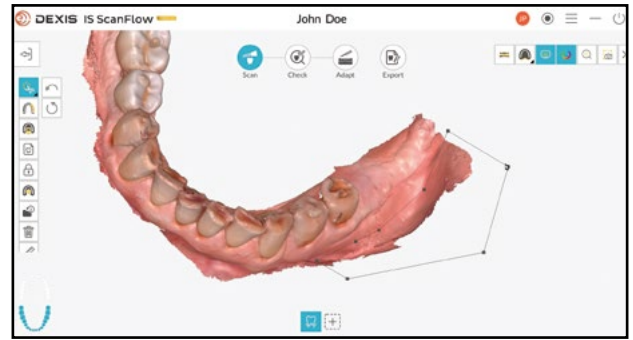 DEXIS IS ScanFlow
John Doe
JP
Scan
Check
Adapt
Export